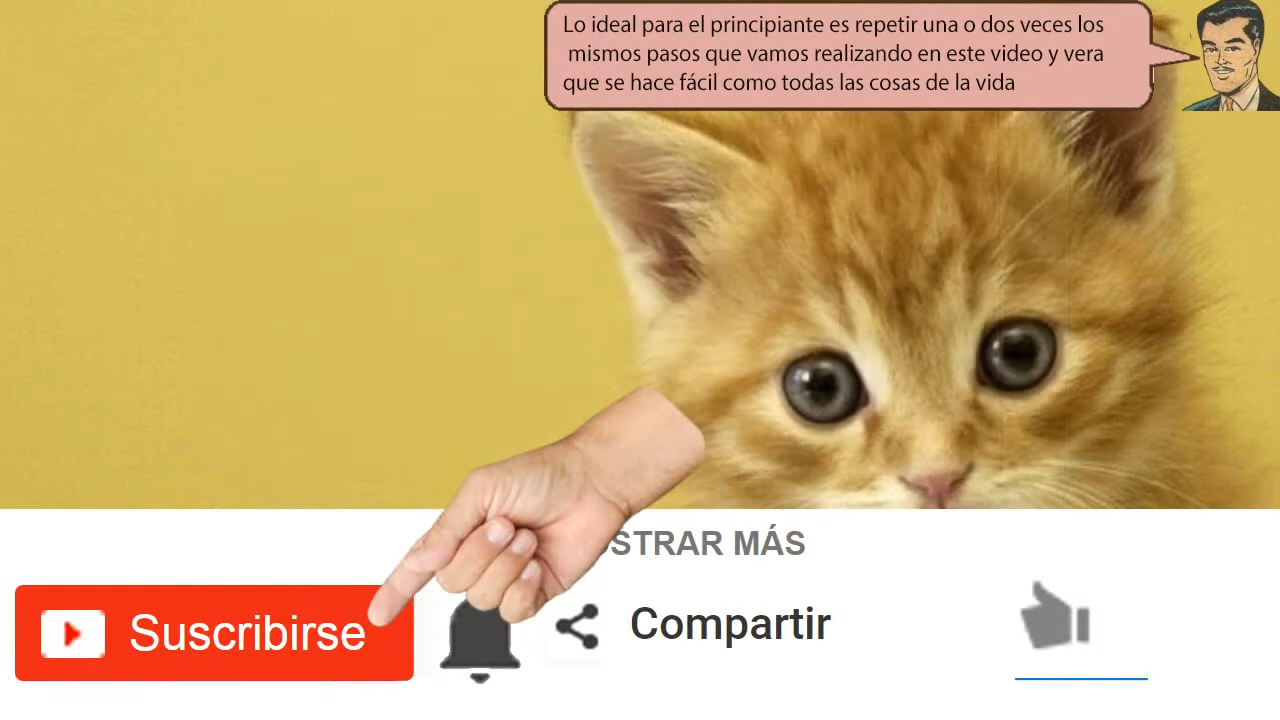 Lo ideal para el principiante es repetir una o dos veces los
mismos pasos que vamos realizando en este video y vera
que se hace fácil como todas las cosas de la vida
STRAR MÁS
Suscribirse
Compartir